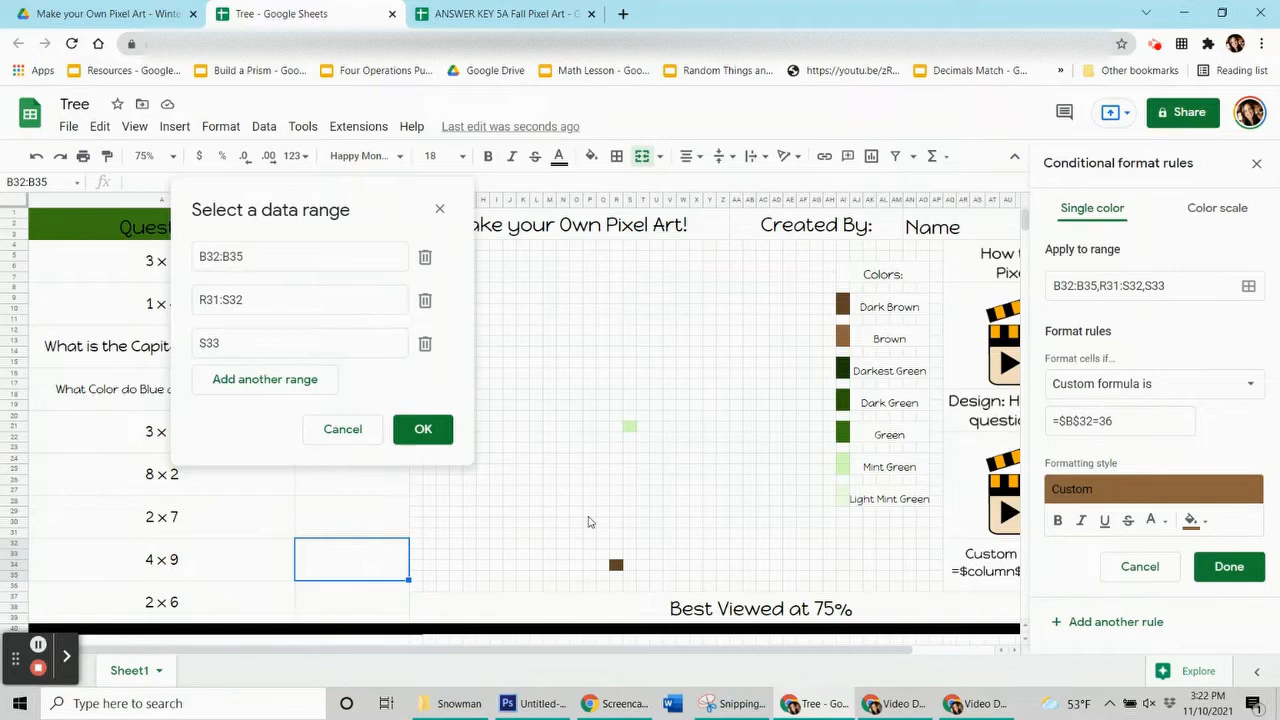 Make your Own Pixel Art - Winte
Tree - Google Sheets
ANSWER KEY 5A Fall Pixel Art - G
Apps
Resources - Google...
Build a Prism - Goo...
Four Operations Pu...
Google Drive
Math Lesson - Goo...
Random Things an...
https://youtu.be/zR...
Decimals Match - G...
»
Other bookmarks
Reading list
Tree
File Edit View Insert Format Data Tools Extensions Help Last edit was seconds ago
Share
75% $ % .0 .00 123 Happy Mon... 18 B I S A
B32:B35
fx
Conditional format rules
Single color
Color scale
Apply to range
B32:B35,R31:S32,S33
Format rules
Format cells if...
Custom formula is
=$B$32=36
Formatting style
Custom
B I U S A
Cancel
Done
+ Add another rule
Select a data range
B32:B35
R31:S32
S33
Add another range
Cancel
OK
Quest
ake your Own Pixel Art!
Created By:
Name
3 ×
1 ×
What is the Capit
What Color do Blue
3 ×
8 × 2
2 × 7
4 × 9
2 × 6
Colors:
Dark Brown
Brown
Darkest Green
Dark Green
Green
Mint Green
Light Mint Green
How t
Pixe
Design: H
questio
Custom
=$column$
Best Viewed at 75%
Sheet1
Explore
Type here to search
Snowman
Untitled-...
Screenca...
Snipping...
Tree - Go...
Video D...
Video D...
53°F
3:22 PM
11/10/2021